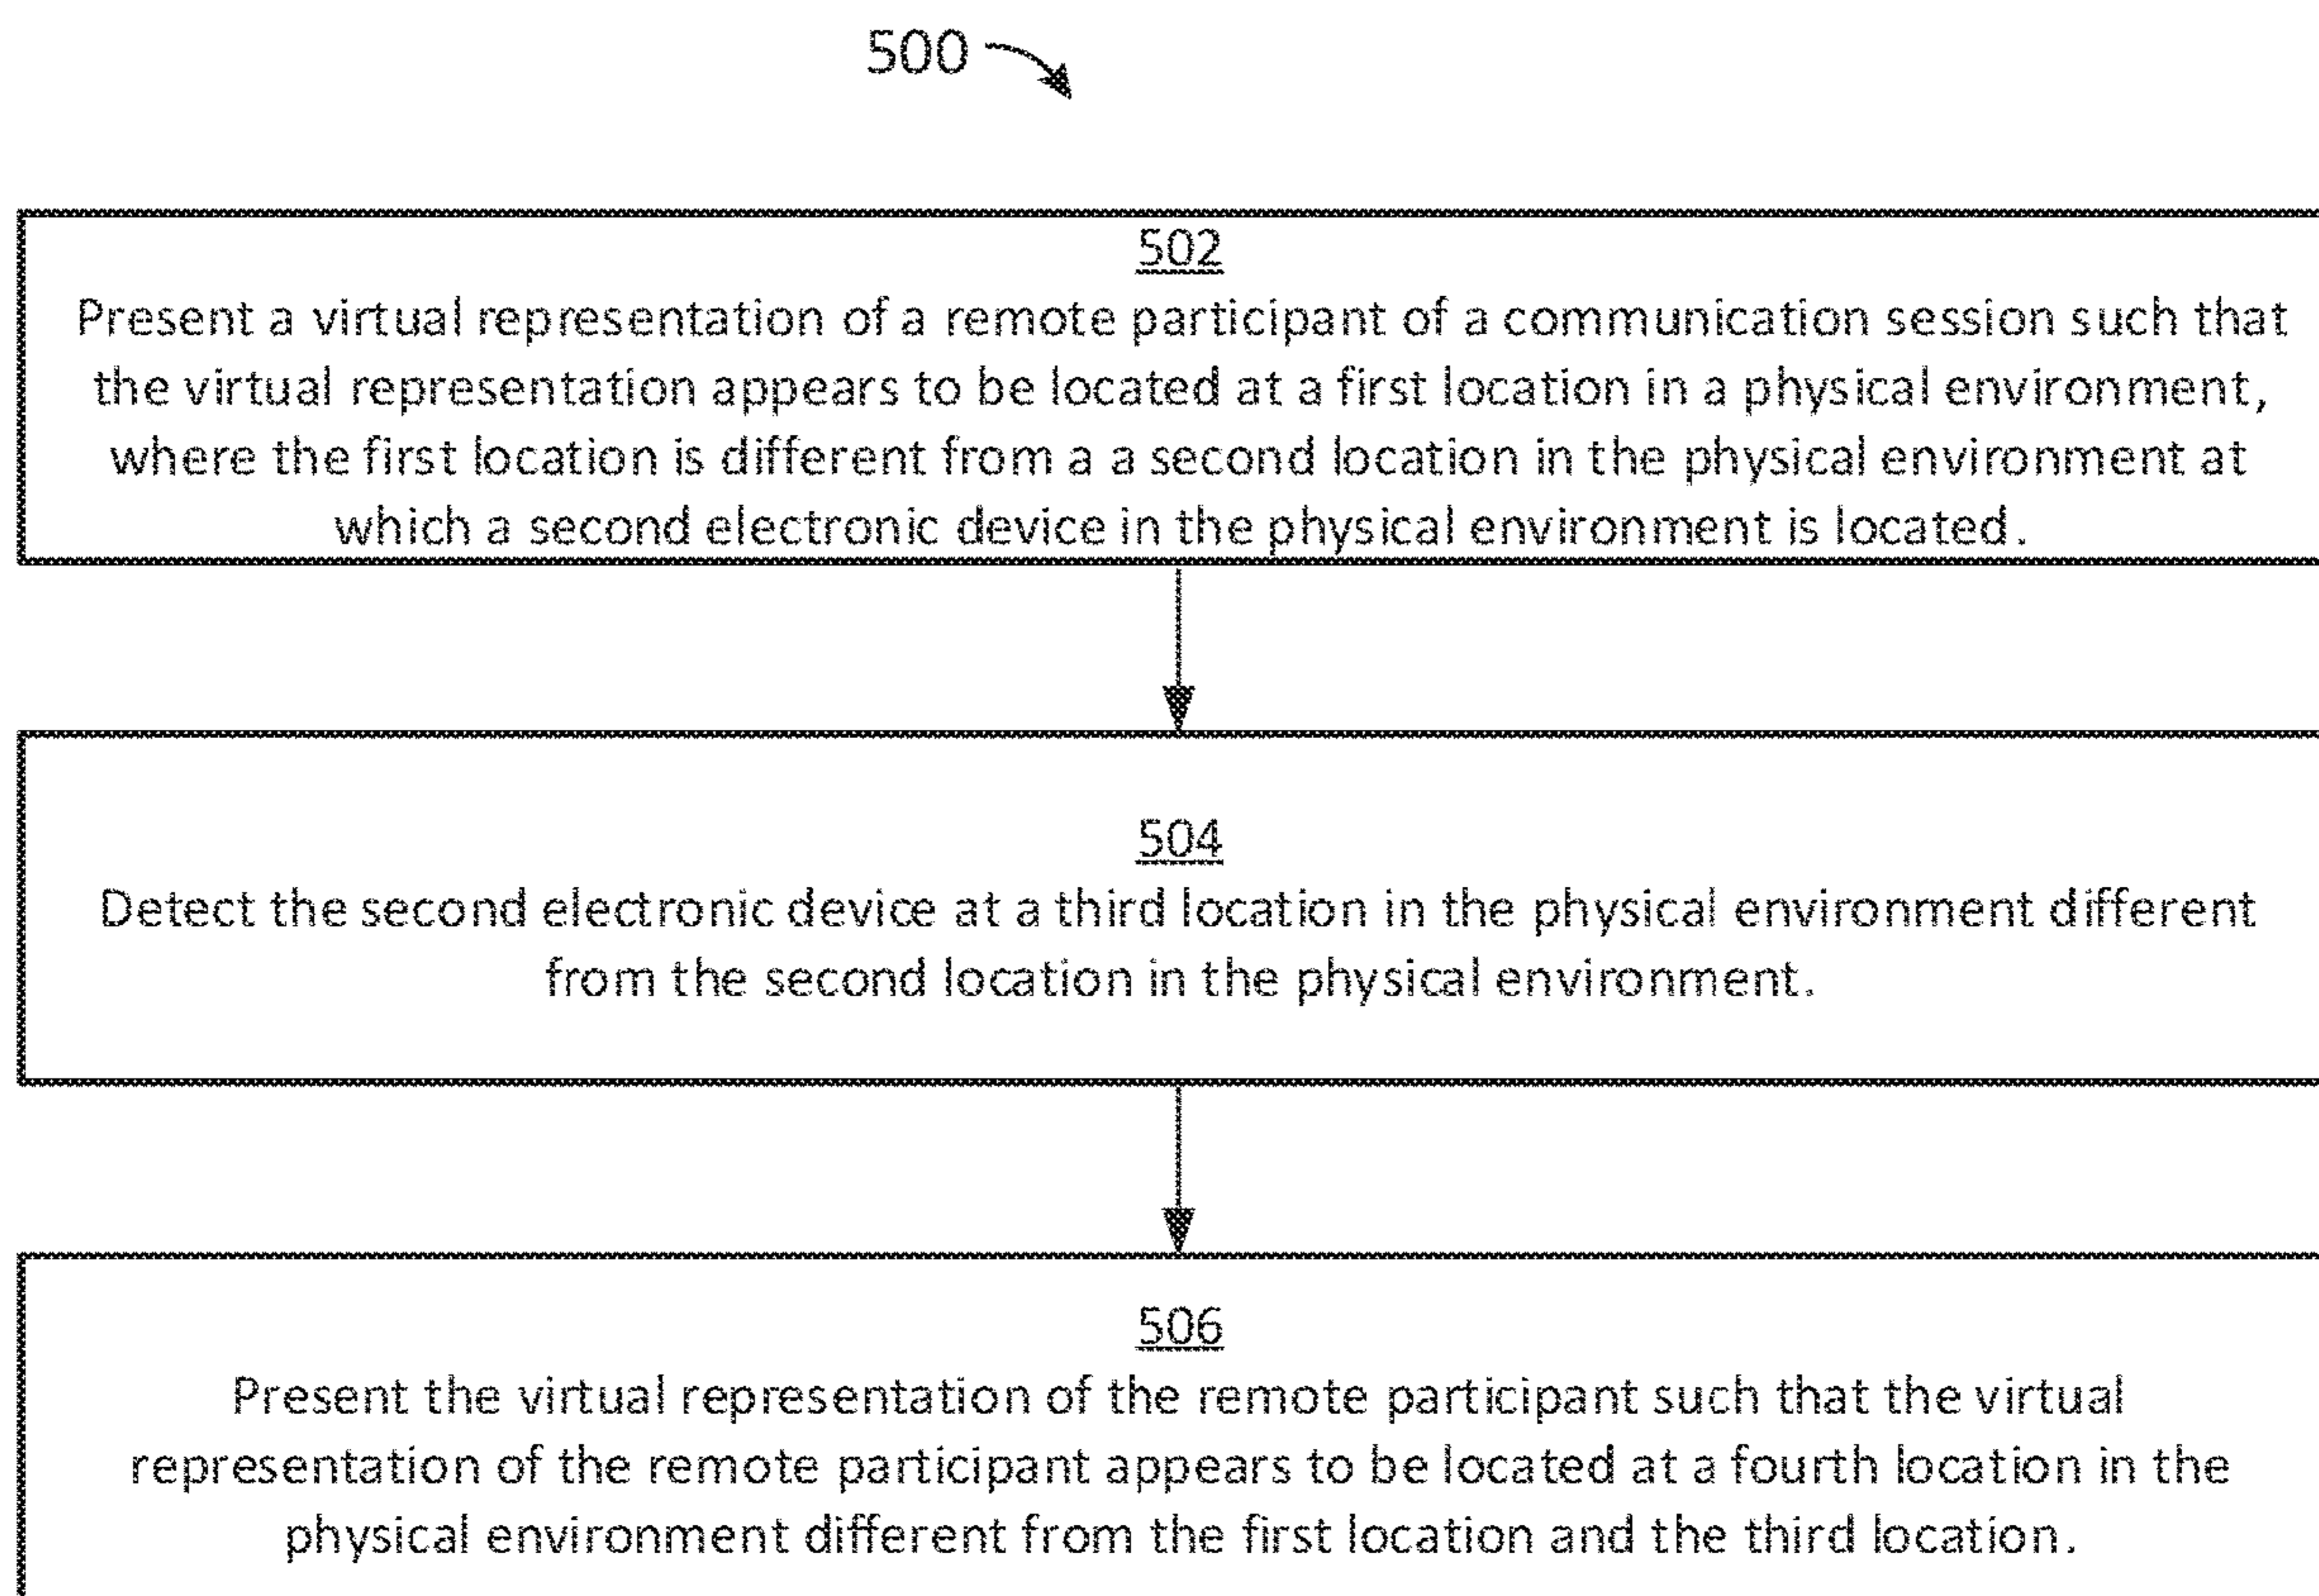 500
502
Present a virtual representation of a remote participant of a communication session such that
the virtual representation appears to be located at a first location in a physical environment,
where the first location is different from a a second location in the physical environment at
which a second electronic device in the physical environment is located.
504
Detect the second electronic device at a third location in the physical environment different
from the second location in the physical environment.
506
Present the virtual representation of the remote participant such that the virtual
representation of the remote participant appears to be located at a fourth location in the
physical environment different from the first location and the third location.